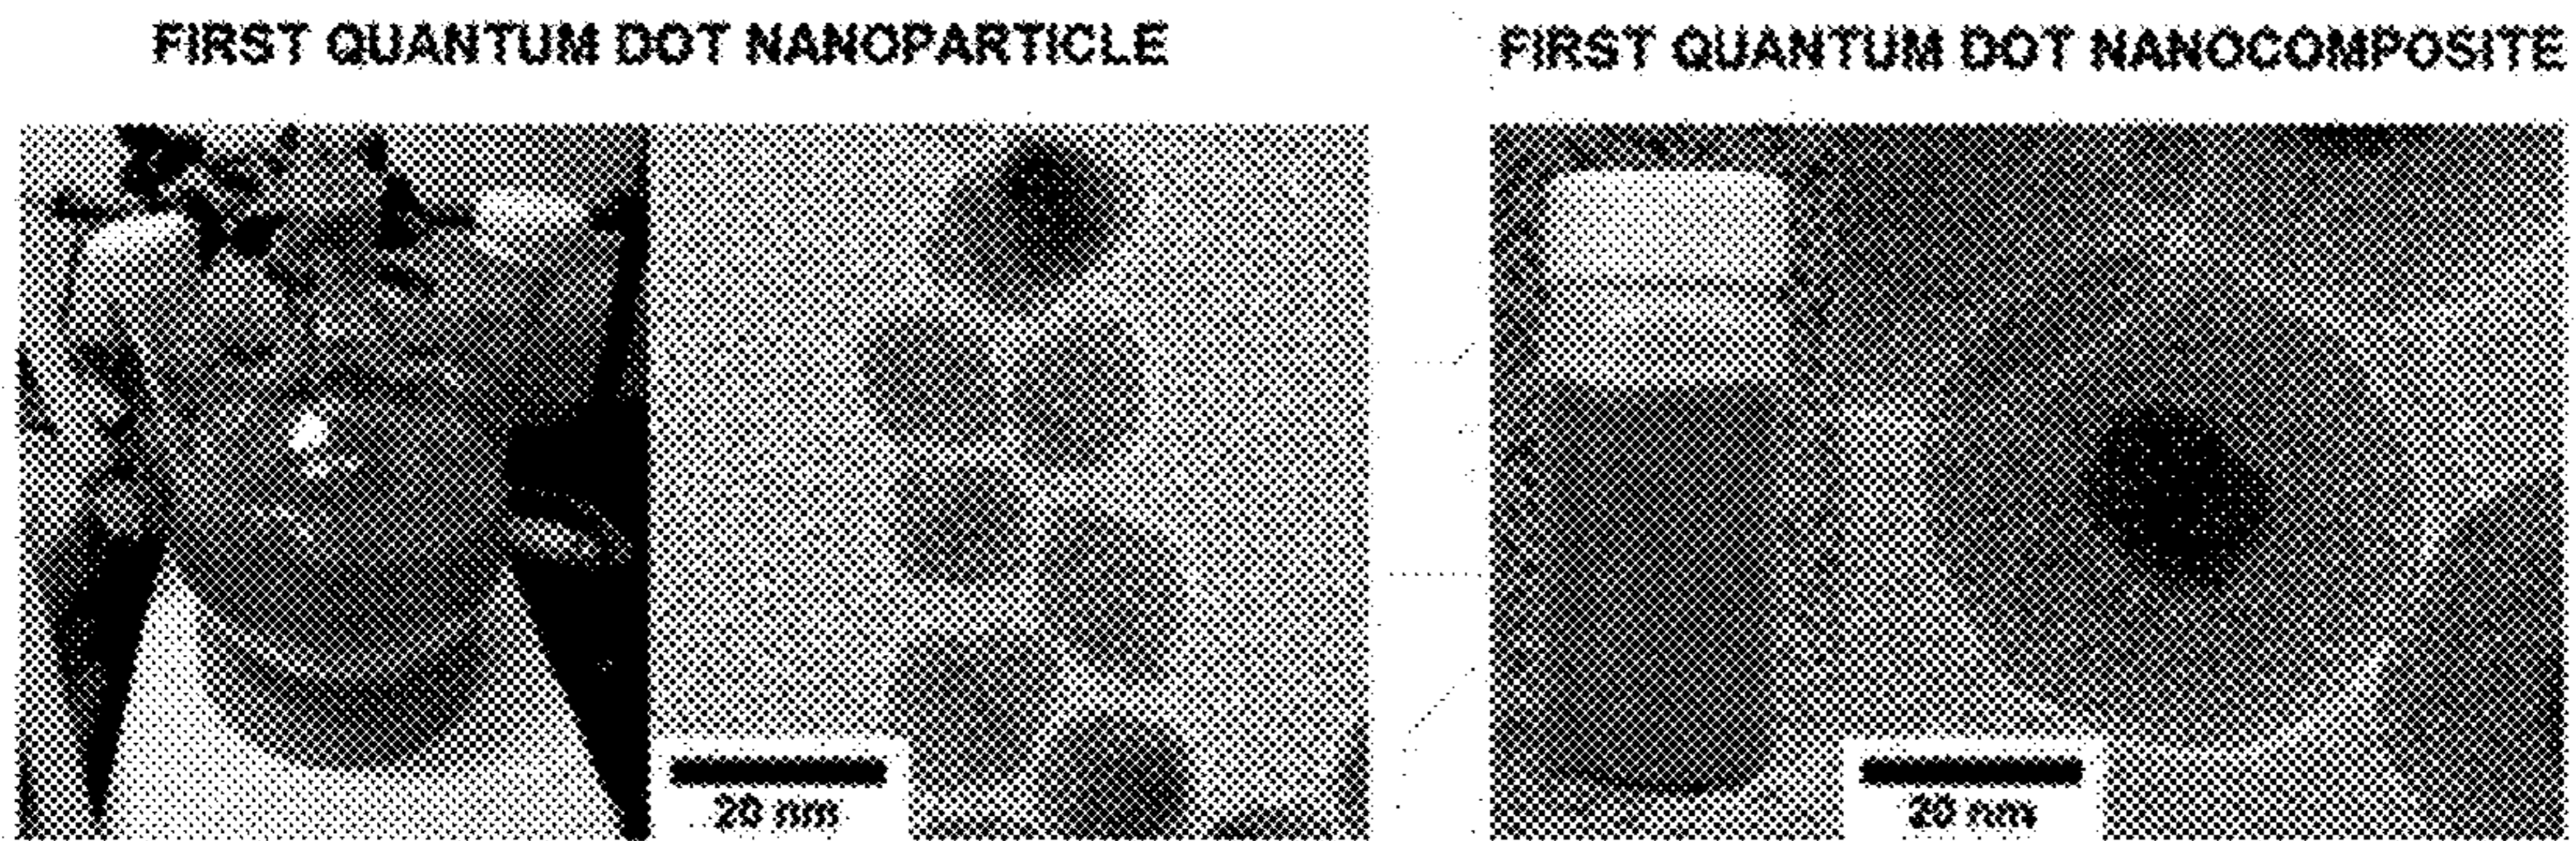 FIRST QUANTUM DOT NANOPARTICLE
FIRST QUANTUM DOT NANOCOMPOSITE
20 nm
20 nm